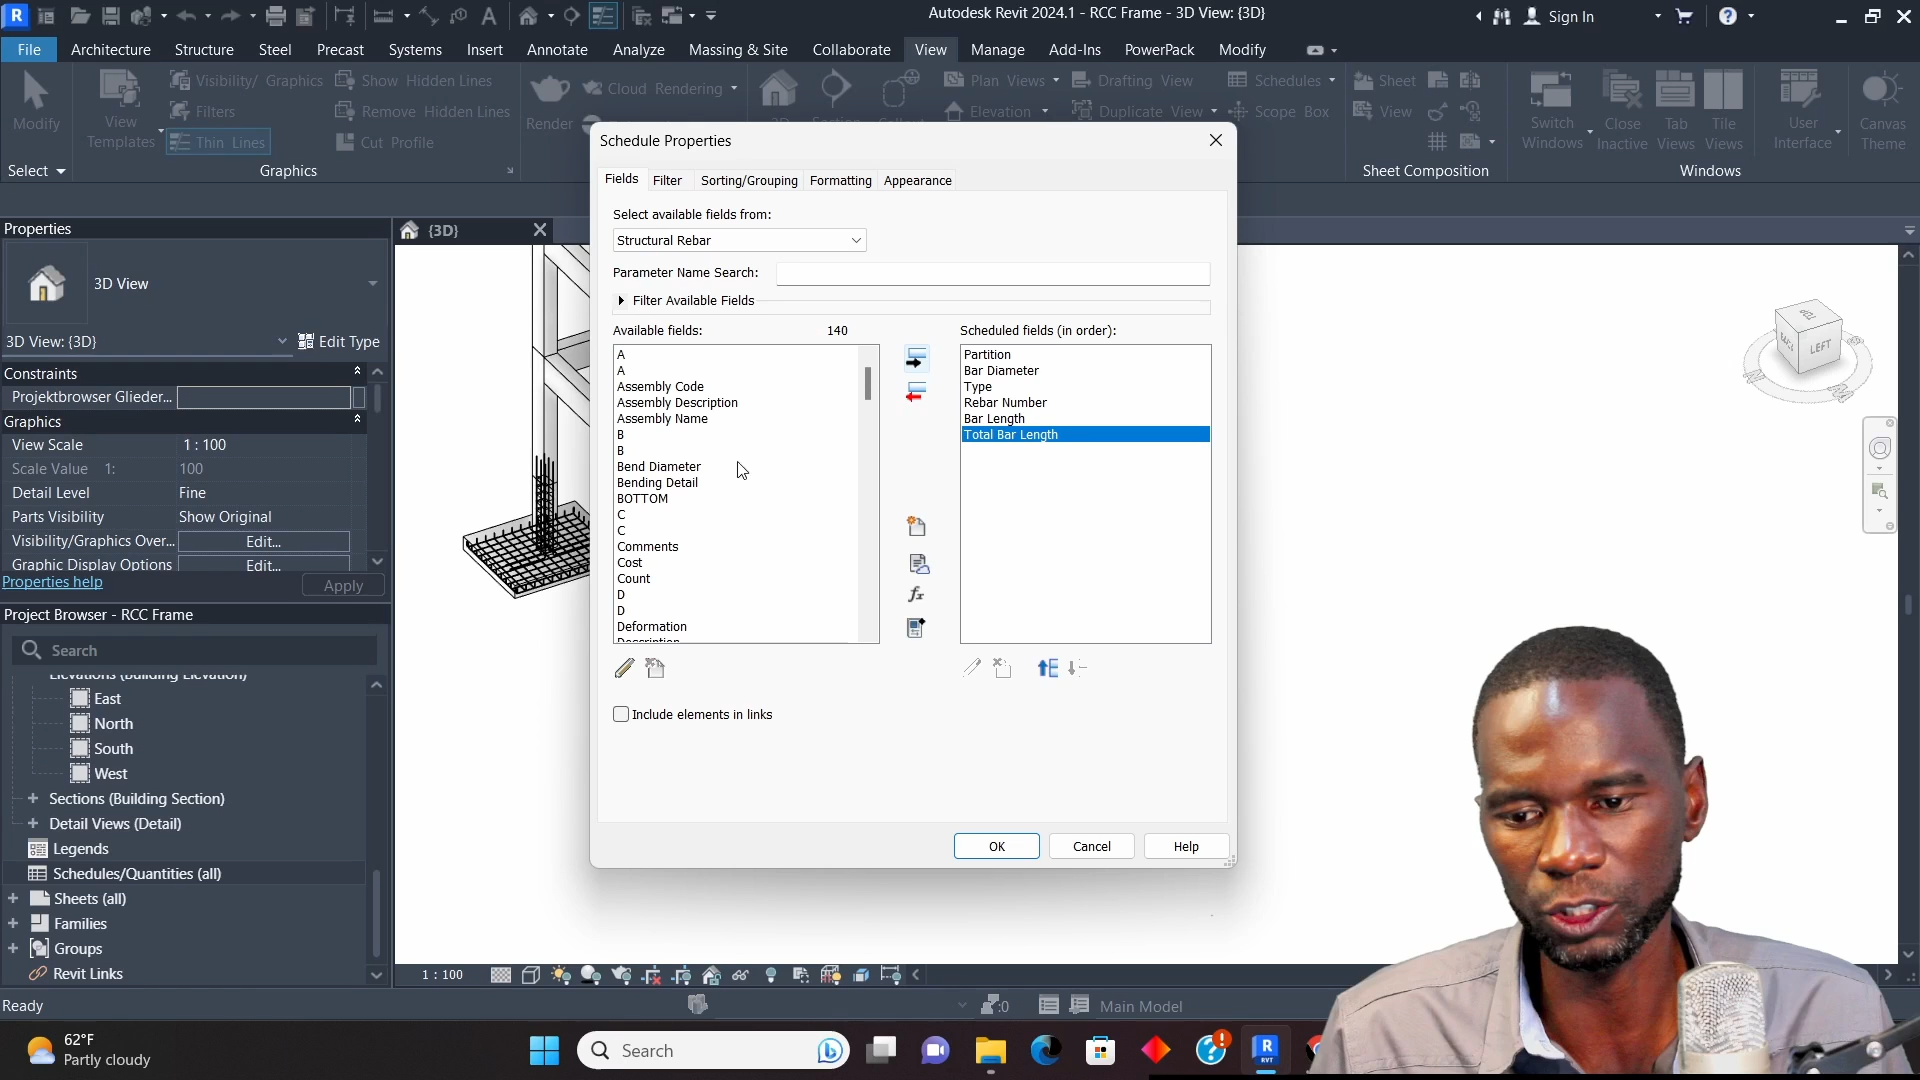 Autodesk Revit 2024.1 - RCC Frame - 3D View: {3D}
Sign In
File
Architecture
Structure
Steel
Precast
Systems
Insert
Annotate
Analyze
Massing & Site
Collaborate
View
Manage
Add-Ins
PowerPack
Modify
Modify
View
Templates
Visibility/ Graphics
Filters
Thin Lines
Show Hidden Lines
Remove Hidden Lines
Cut Profile
Render
Cloud Rendering
Plan Views
Elevation
Drafting View
Duplicate View
Schedules
Scope Box
Sheet
View
Switch
Windows
Close
Inactive
Tab
Views
Tile
Views
User
Interface
Canvas
Theme
Select
Graphics
Sheet Composition
Windows
Properties
3D View
3D View: {3D}
Edit Type
Constraints
Projektbrowser Glieder...
Graphics
View Scale 1 : 100
Scale Value 1: 100
Detail Level Fine
Parts Visibility Show Original
Visibility/Graphics Over... Edit...
Graphic Display Options Edit...
Properties help
Apply
Project Browser - RCC Frame
Search
Elevations (Building Elevation)
East
North
South
West
Sections (Building Section)
Detail Views (Detail)
Legends
Schedules/Quantities (all)
Sheets (all)
Families
Groups
Revit Links
{3D}
Schedule Properties
Fields
Filter
Sorting/Grouping
Formatting
Appearance
Select available fields from:
Structural Rebar
Parameter Name Search:
Filter Available Fields
Available fields: 140
A
A
Assembly Code
Assembly Description
Assembly Name
B
B
Bend Diameter
Bending Detail
BOTTOM
C
C
Comments
Cost
Count
D
D
Deformation
Description
Scheduled fields (in order):
Partition
Bar Diameter
Type
Rebar Number
Bar Length
Total Bar Length
Include elements in links
OK
Cancel
Help
LEFT
1 : 100
Ready
:0
Main Model
62°F
Partly cloudy
Search